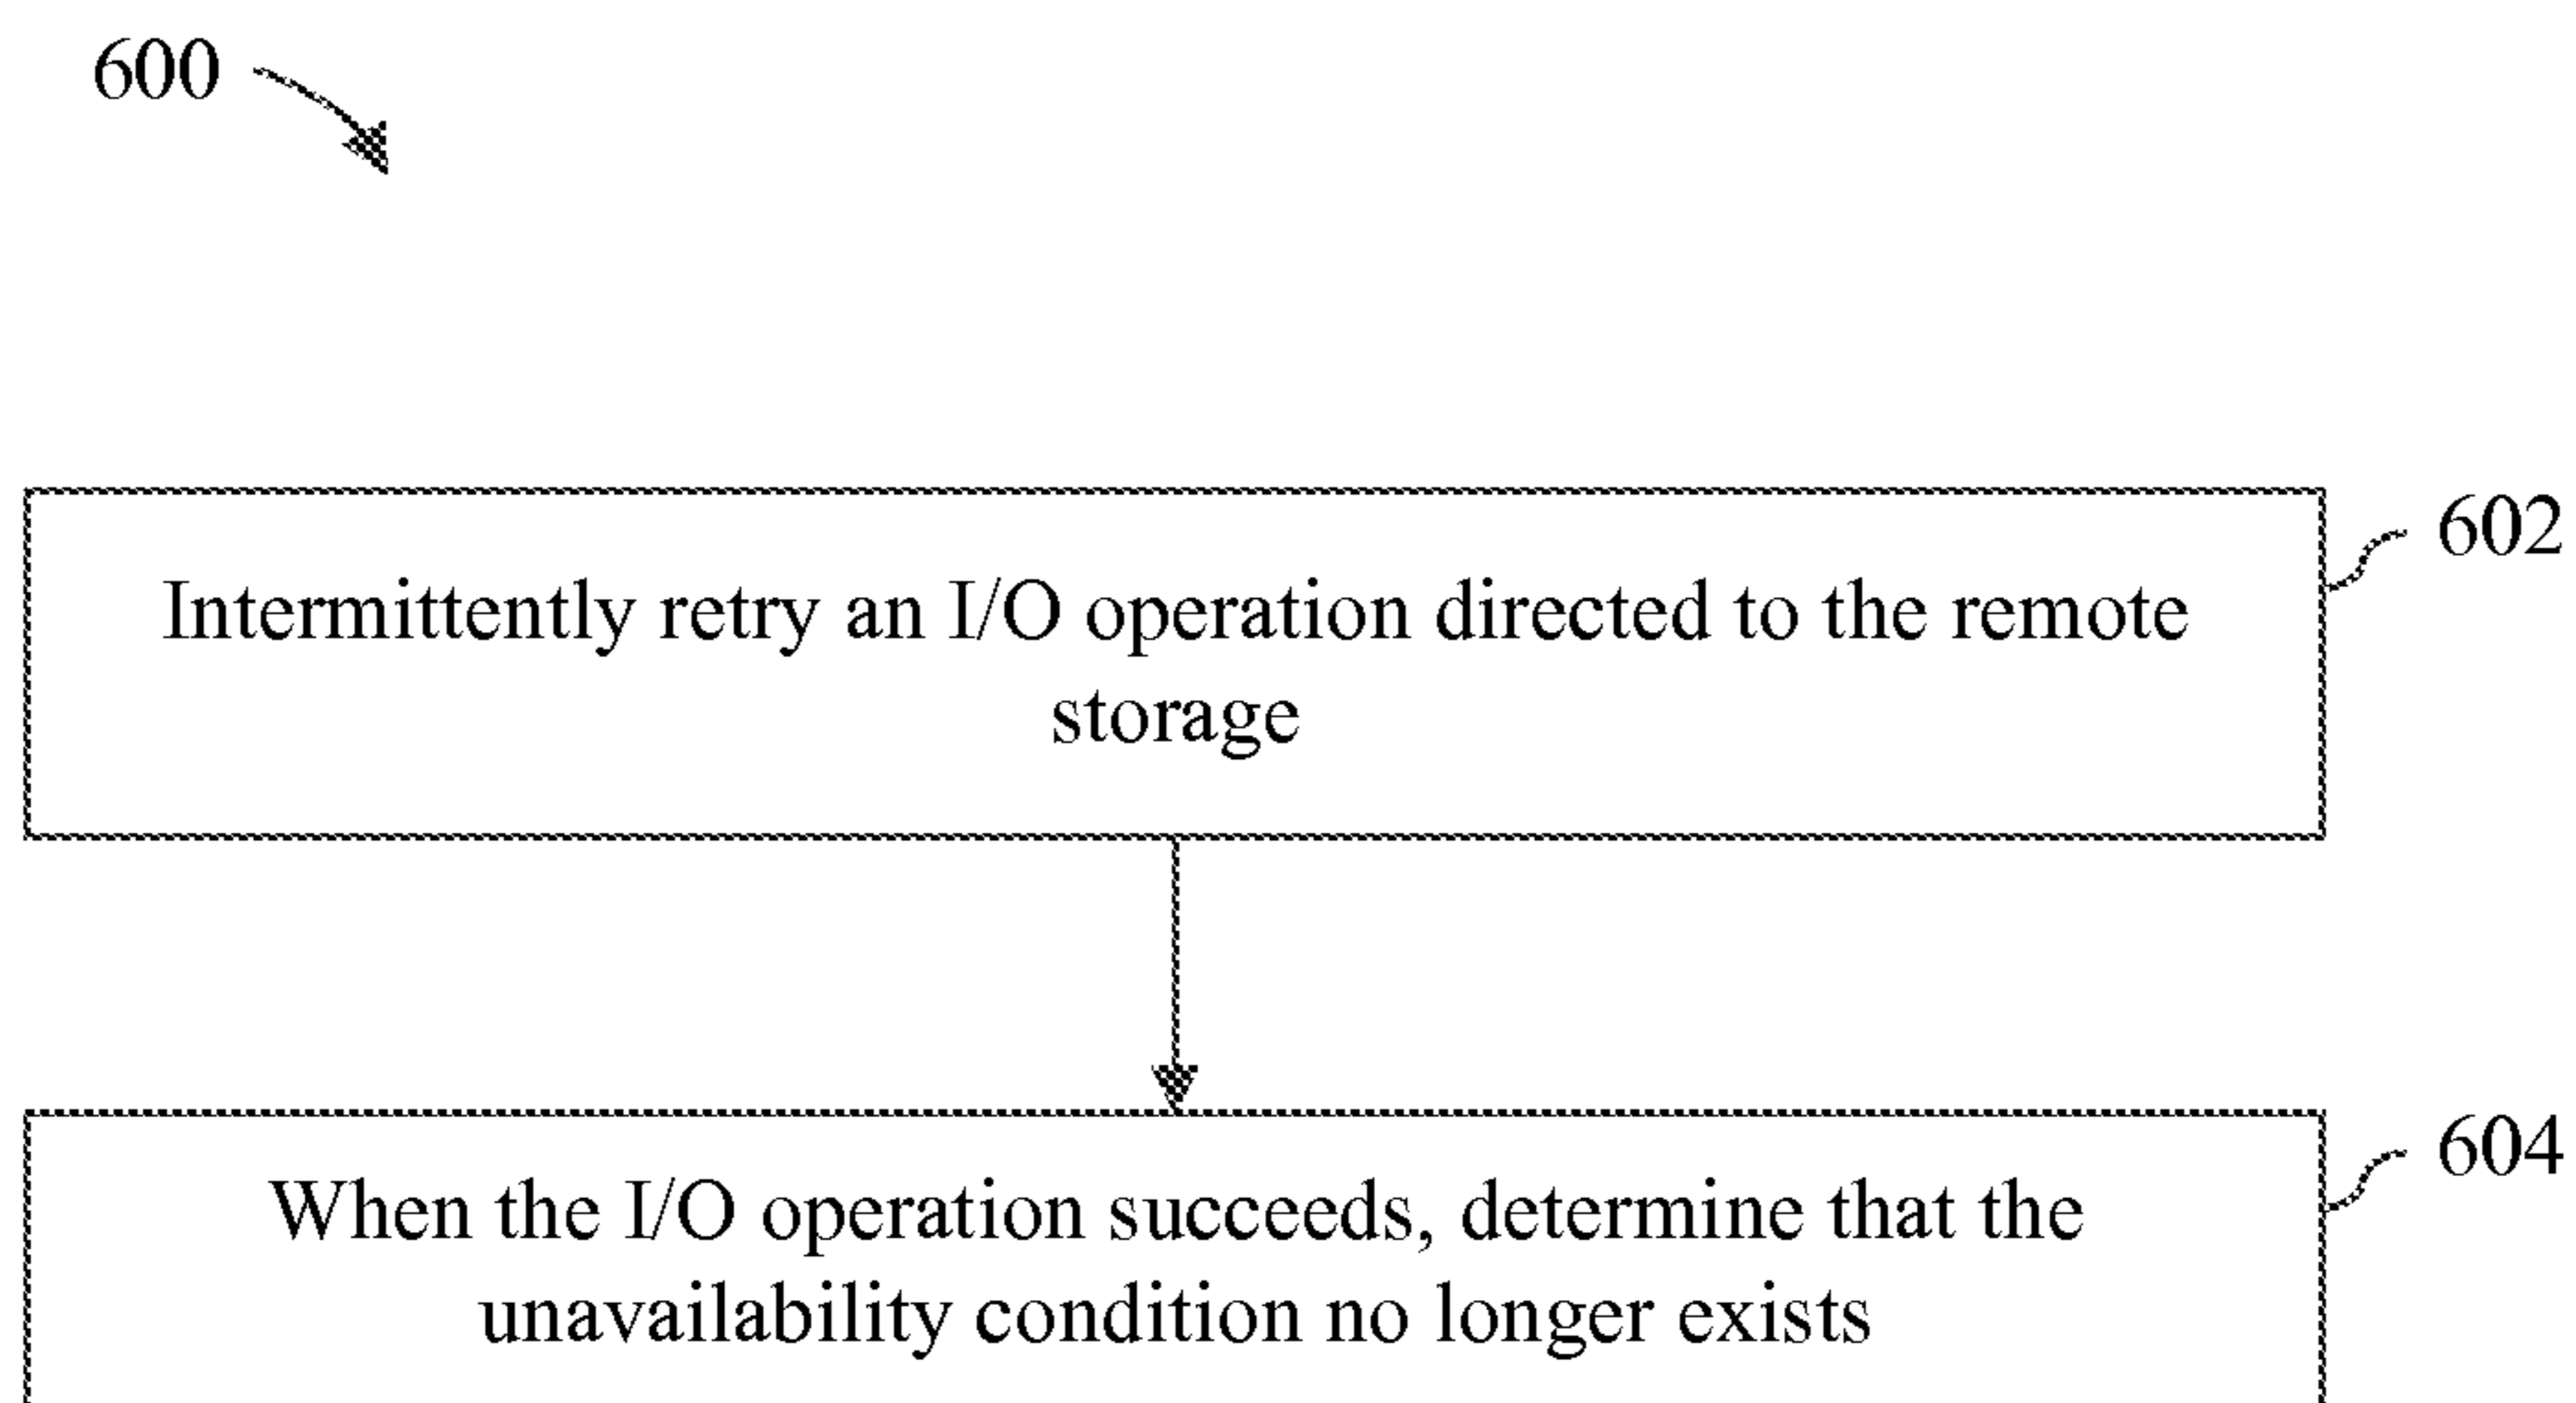 600
602
Intermittently retry an I/O operation directed to the remote
storage
604
When the I/O operation succeeds, determine that the
unavailability condition no longer exists